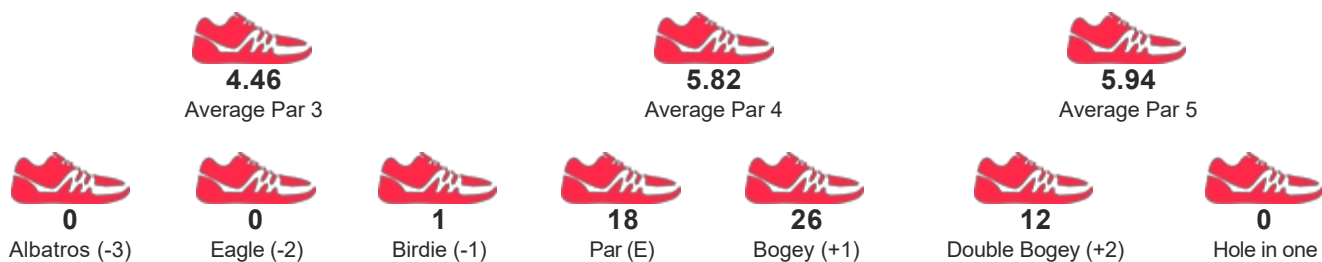 4.46 5.82 5.94
Average Par 3 Average Par 4 Average Par 5
0 0 1 18 26 12 0
Albatros (-3) Eagle (-2) Birdie (-1) Par (E) Bogey (+1) Double Bogey (+2) Hole in one